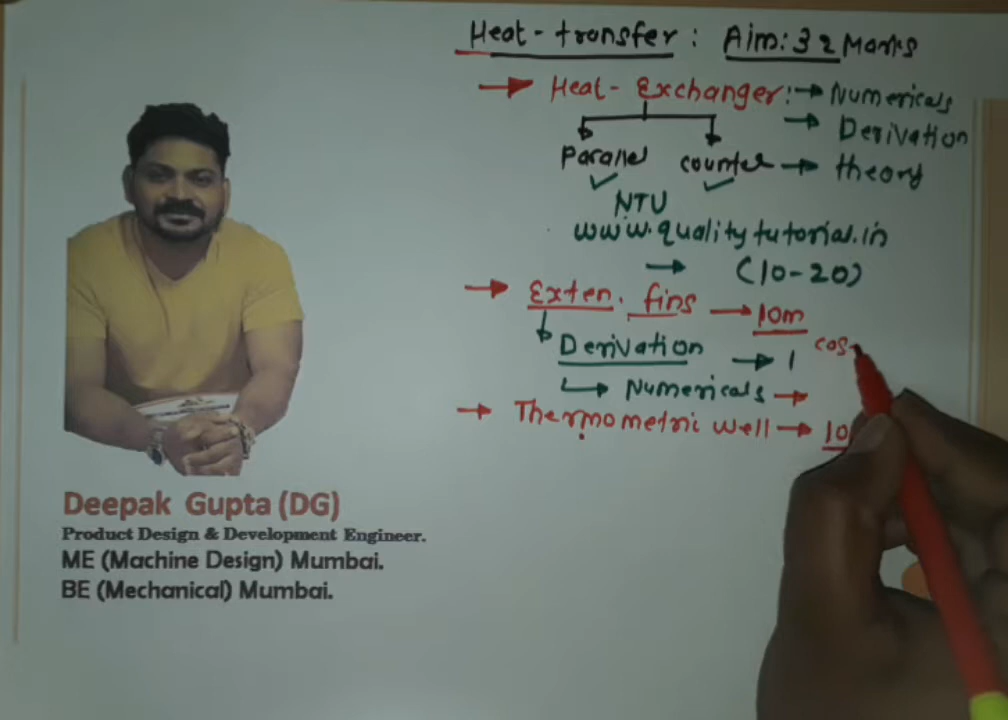 Heat-transfer : Aim: 32 Marks
→ Heat-Exchanger : → Numericals
→ Derivation
Parallel counter → theory
NTU
www.qualitytutorial.in
→ (10-20)
→ Exten. fins → 10m
Derivation → 1 cos
Numericals →
→ Thermometric well → 10
Deepak Gupta (DG)
Product Design & Development Engineer.
ME (Machine Design) Mumbai.
BE (Mechanical) Mumbai.